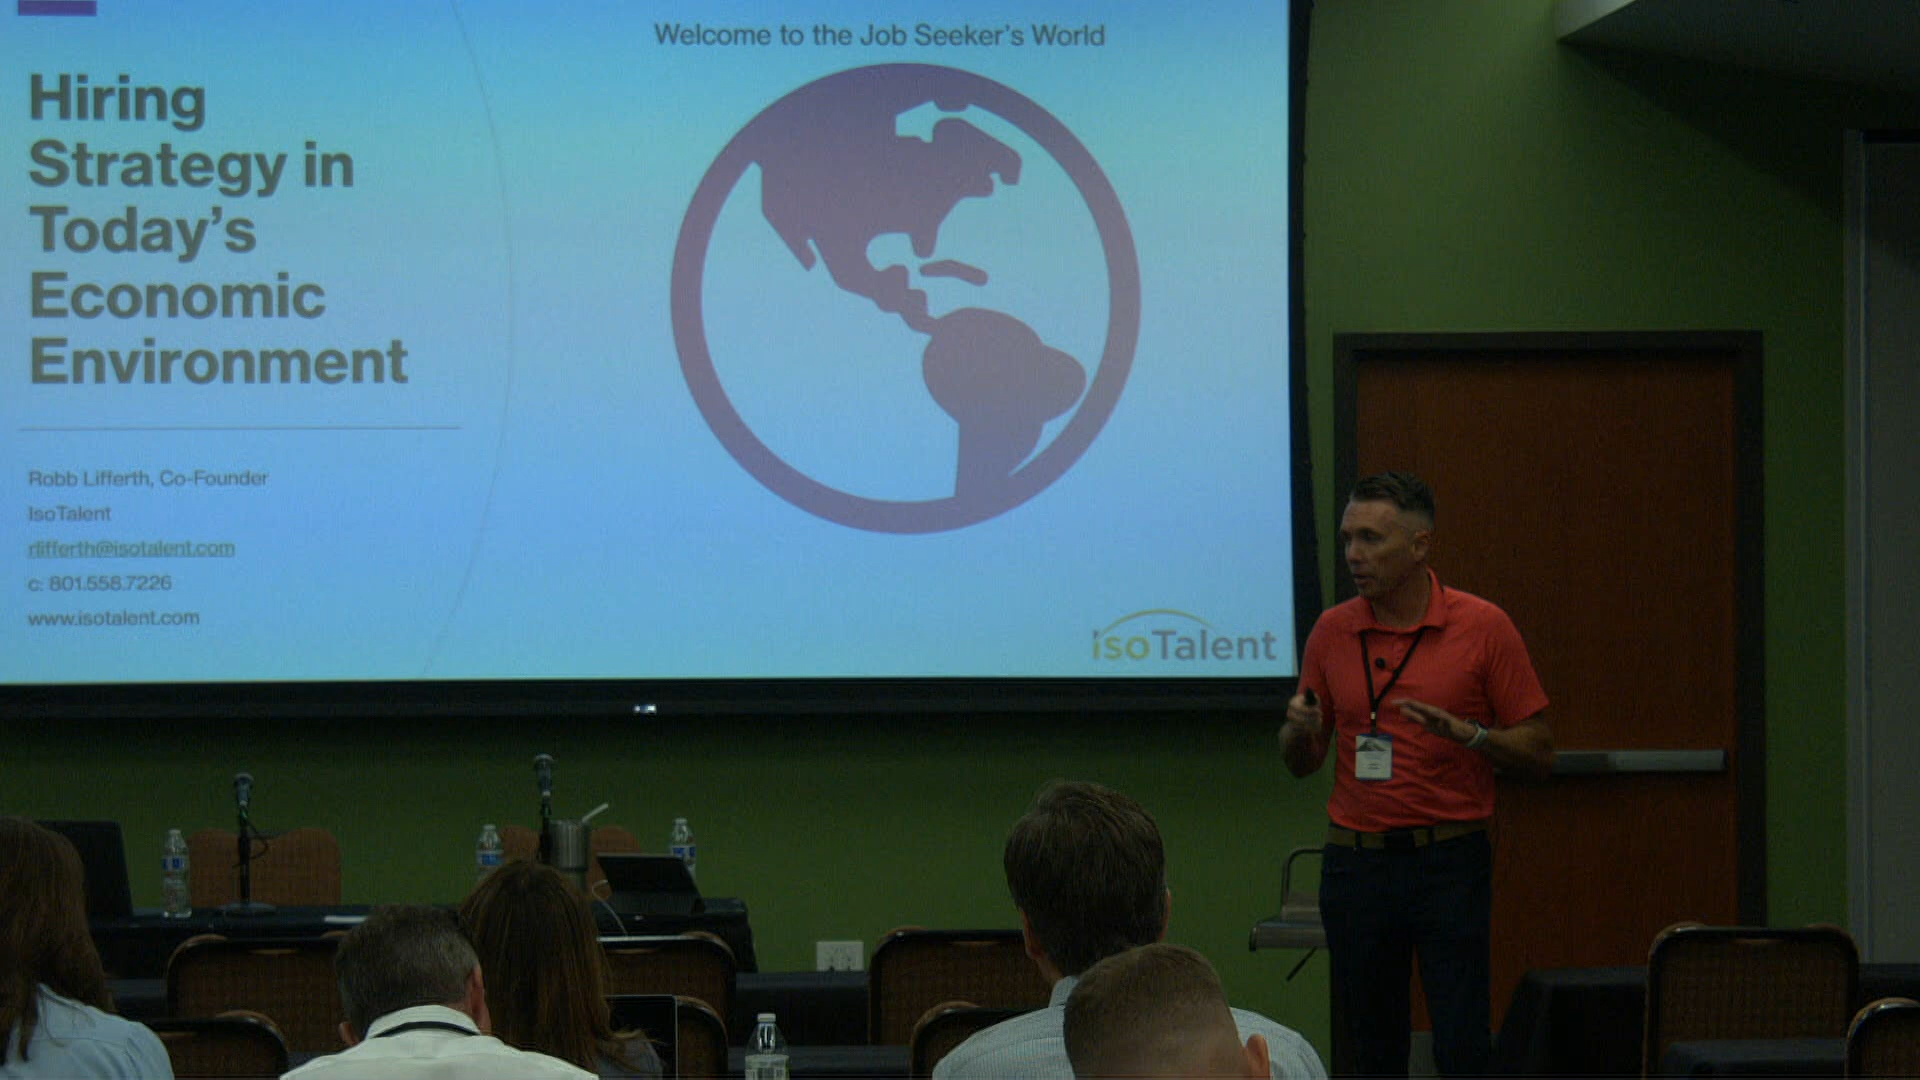 Hiring
Strategy in
Today's
Economic
Environment
Robb Lifferth, Co-Founder
IsoTalent
rlifferth@isotalent.com
c: 801.558.7226
www.isotalent.com
Welcome to the Job Seeker's World
isoTalent